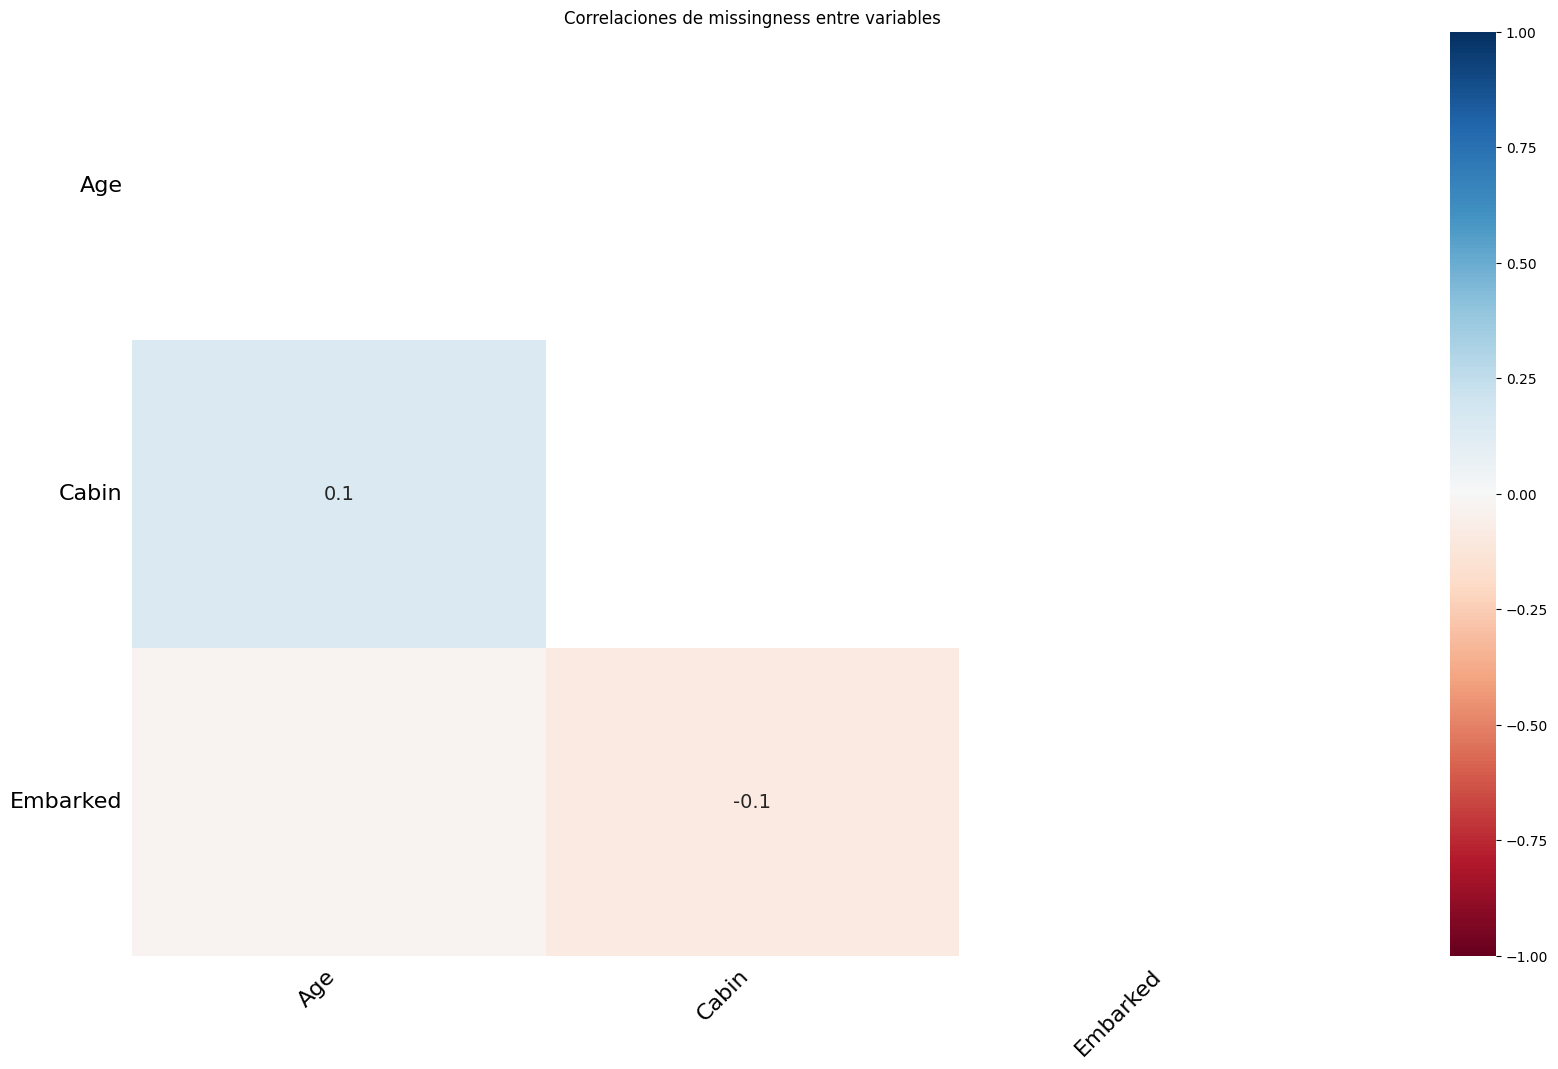 Correlaciones de missingness entre variables
Age
Cabin
Embarked
0.1
-0.1
Age
Cabin
Embarked
1.00
0.75
0.50
0.25
0.00
−0.25
−0.50
−0.75
−1.00